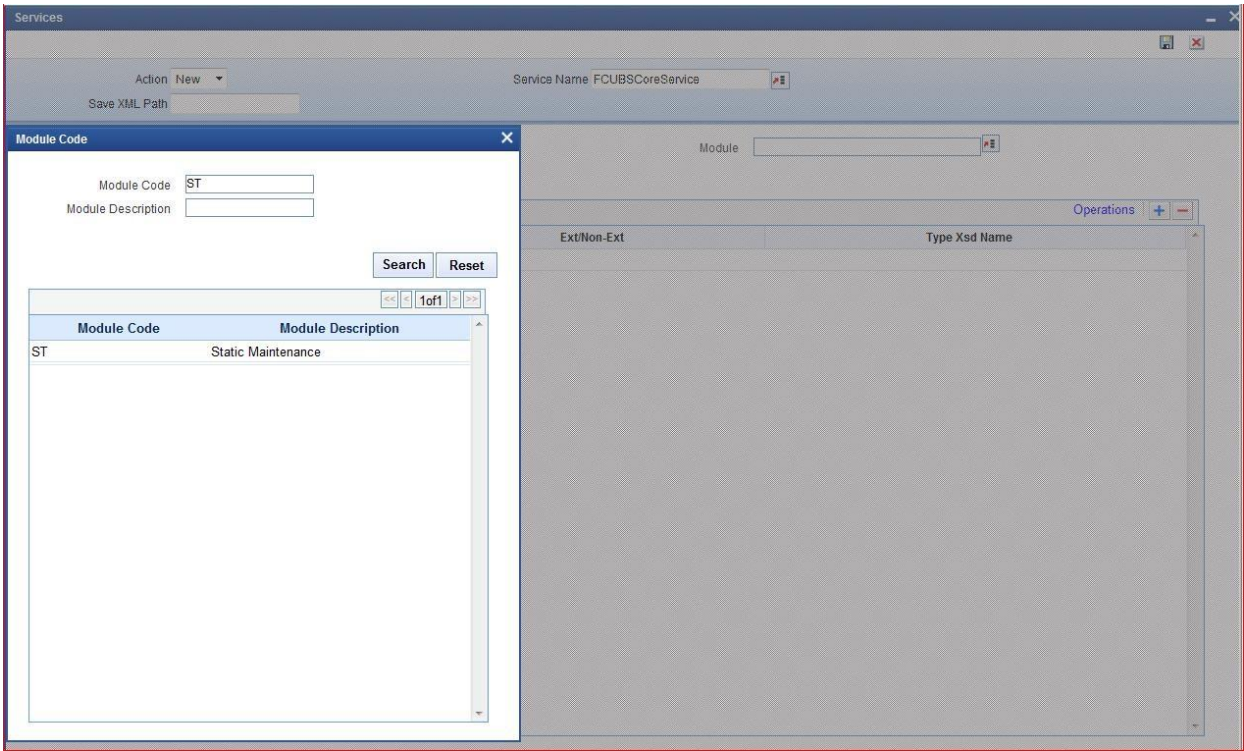 Services
Action New Service Name FCUBSCoreService
Save XML Path
Module Code
Module
Module Code ST
Module Description
Operations
Ext/Non-Ext Type Xsd Name
Search Reset
<< < 1of1 > >>
Module Code Module Description
ST Static Maintenance